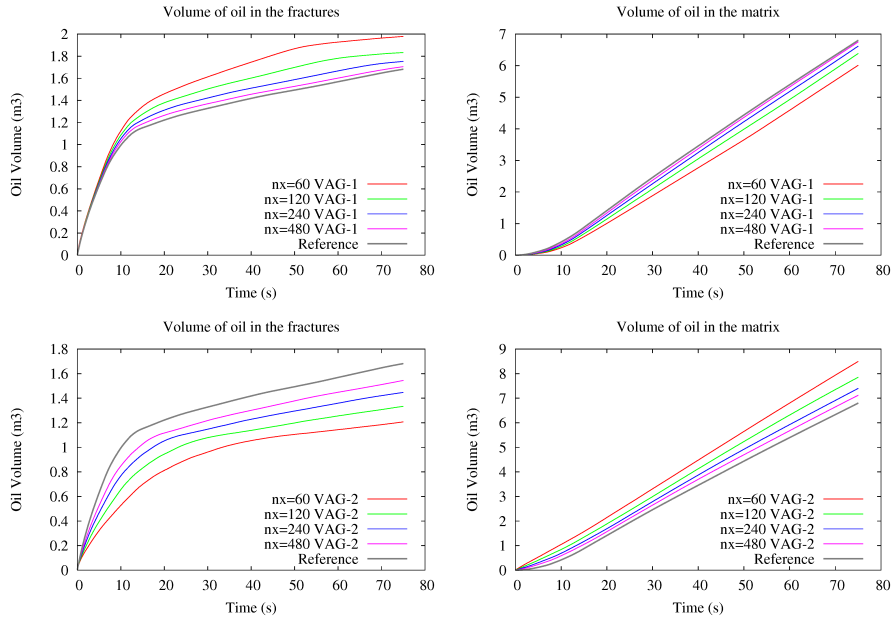 Volume of oil in the fractures
Oil Volume (m3)
2
1.8
1.6
1.4
1.2
1
0.8
0.6
0.4
0.2
0
nx=60 VAG-1
nx=120 VAG-1
nx=240 VAG-1
nx=480 VAG-1
Reference
0 10 20 30 40 50 60 70 80
Time (s)
Volume of oil in the matrix
Oil Volume (m3)
7
6
5
4
3
2
1
0
nx=60 VAG-1
nx=120 VAG-1
nx=240 VAG-1
nx=480 VAG-1
Reference
0 10 20 30 40 50 60 70 80
Time (s)
Volume of oil in the fractures
Oil Volume (m3)
1.8
1.6
1.4
1.2
1
0.8
0.6
0.4
0.2
0
nx=60 VAG-2
nx=120 VAG-2
nx=240 VAG-2
nx=480 VAG-2
Reference
0 10 20 30 40 50 60 70 80
Time (s)
Volume of oil in the matrix
Oil Volume (m3)
9
8
7
6
5
4
3
2
1
0
nx=60 VAG-2
nx=120 VAG-2
nx=240 VAG-2
nx=480 VAG-2
Reference
0 10 20 30 40 50 60 70 80
Time (s)